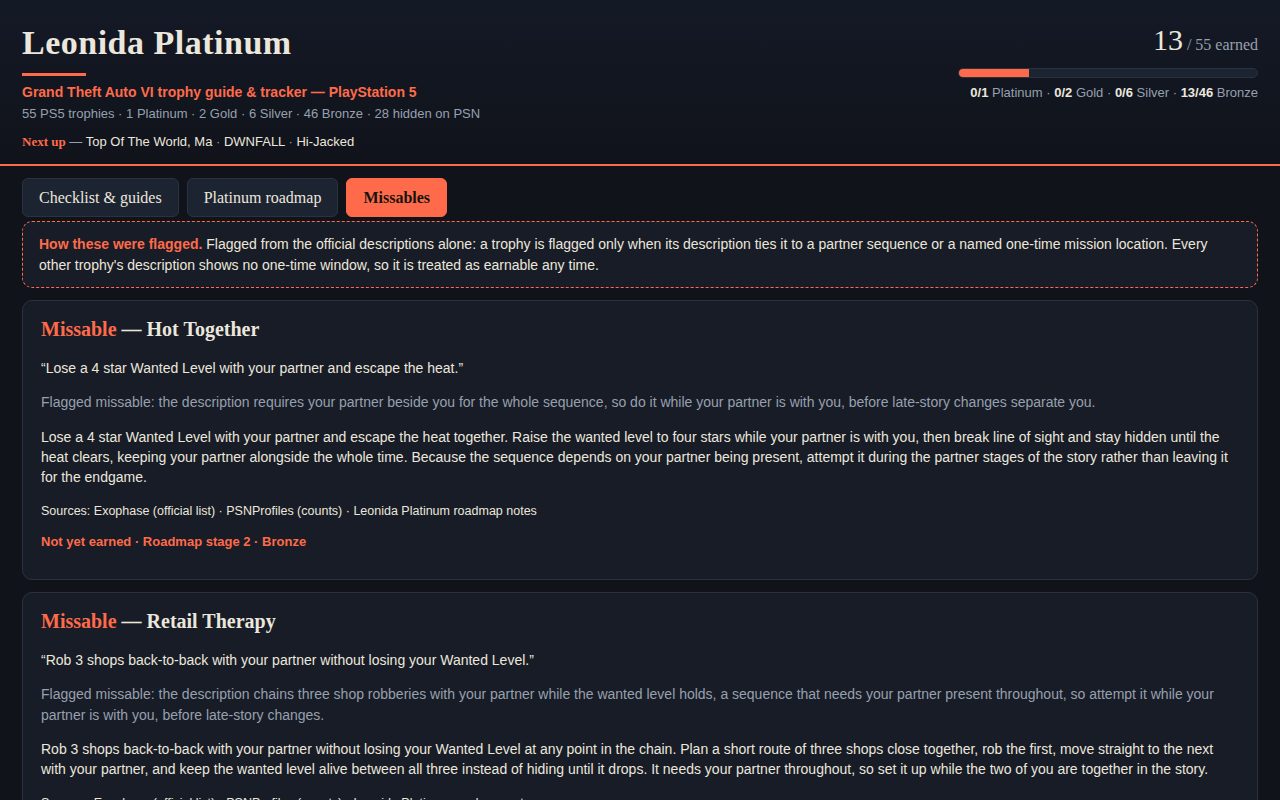 Leonida Platinum
Grand Theft Auto VI trophy guide & tracker — PlayStation 5
55 PS5 trophies · 1 Platinum · 2 Gold · 6 Silver · 46 Bronze · 28 hidden on PSN
Next up — Top Of The World, Ma · DWNFALL · Hi-Jacked
13 / 55 earned
0/1 Platinum · 0/2 Gold · 0/6 Silver · 13/46 Bronze
Checklist & guides
Platinum roadmap
Missables
How these were flagged. Flagged from the official descriptions alone: a trophy is flagged only when its description ties it to a partner sequence or a named one-time mission location. Every
other trophy's description shows no one-time window, so it is treated as earnable any time.
Missable — Hot Together
“Lose a 4 star Wanted Level with your partner and escape the heat.”
Flagged missable: the description requires your partner beside you for the whole sequence, so do it while your partner is with you, before late-story changes separate you.
Lose a 4 star Wanted Level with your partner and escape the heat together. Raise the wanted level to four stars while your partner is with you, then break line of sight and stay hidden until the
heat clears, keeping your partner alongside the whole time. Because the sequence depends on your partner being present, attempt it during the partner stages of the story rather than leaving it
for the endgame.
Sources: Exophase (official list) · PSNProfiles (counts) · Leonida Platinum roadmap notes
Not yet earned · Roadmap stage 2 · Bronze
Missable — Retail Therapy
“Rob 3 shops back-to-back with your partner without losing your Wanted Level.”
Flagged missable: the description chains three shop robberies with your partner while the wanted level holds, a sequence that needs your partner present throughout, so attempt it while your
partner is with you, before late-story changes.
Rob 3 shops back-to-back with your partner without losing your Wanted Level at any point in the chain. Plan a short route of three shops close together, rob the first, move straight to the next
with your partner, and keep the wanted level alive between all three instead of hiding until it drops. It needs your partner throughout, so set it up while the two of you are together in the story.